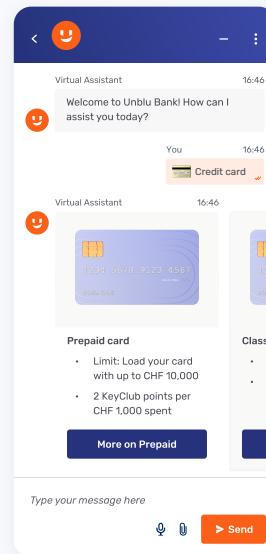 Virtual Assistant 16:46
Welcome to Unblu Bank! How can I
assist you today?
You 16:46
Credit card
Virtual Assistant 16:46
1234 5678 9123 4567
Prepaid card
• Limit: Load your card
with up to CHF 10,000
• 2 KeyClub points per
CHF 1,000 spent
More on Prepaid
Class
Type your message here
Send